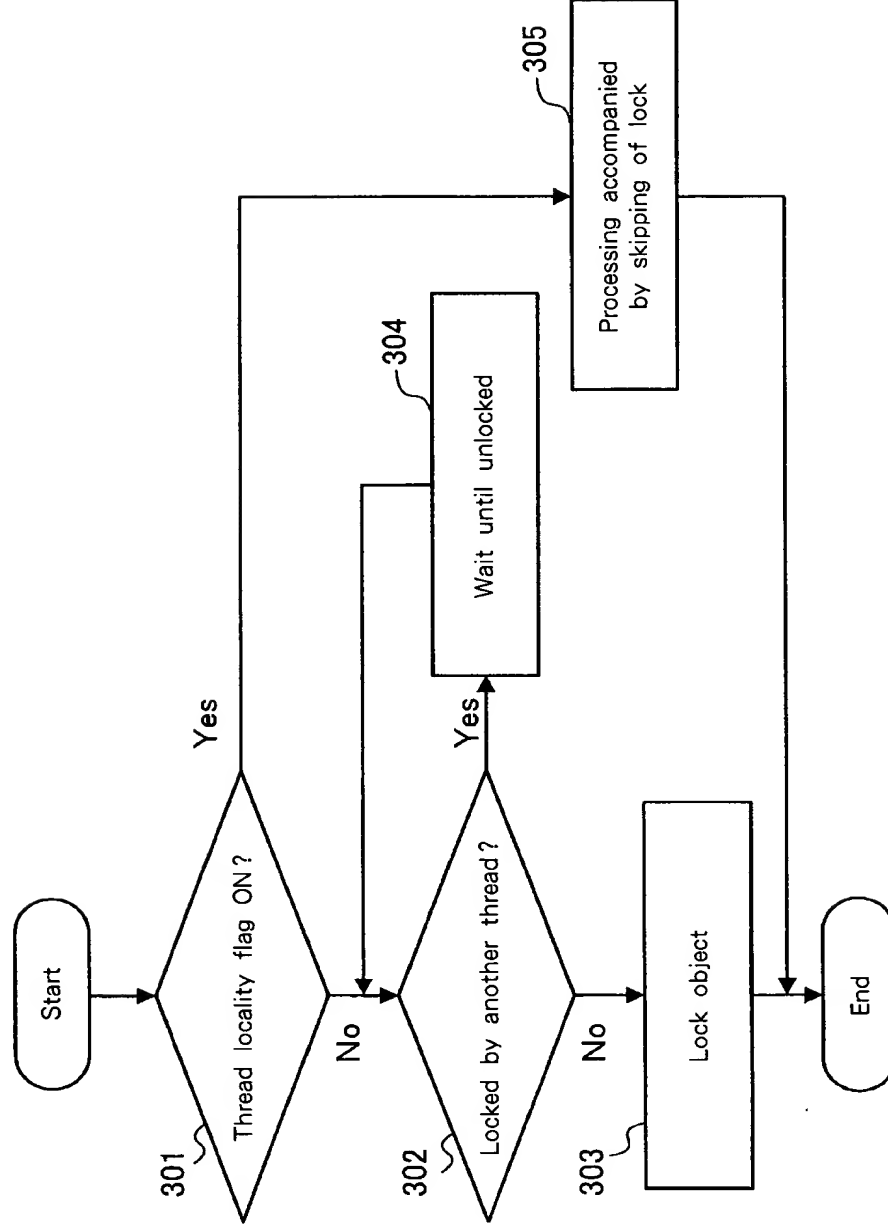 Start
301
Thread locality flag ON?
Yes
No
302
Locked by another thread?
Yes
304
Wait until unlocked
No
303
Lock object
305
Processing accompanied
by skipping of lock
End